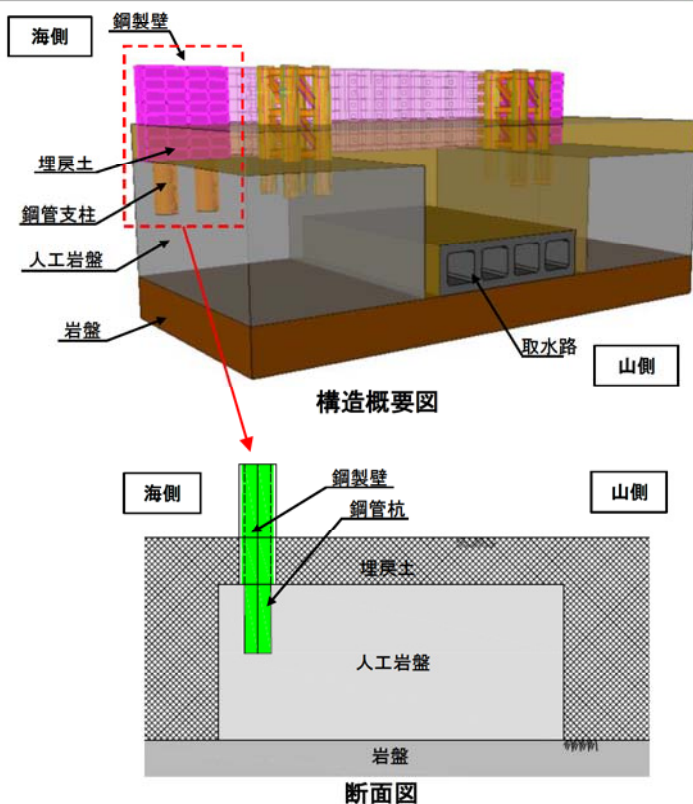 海側
鋼製壁
埋戻土
鋼管支柱
人工岩盤
岩盤
取水路
山側
構造概要図
海側
鋼製壁
鋼管杭
山側
埋戻土
人工岩盤
岩盤
断面図